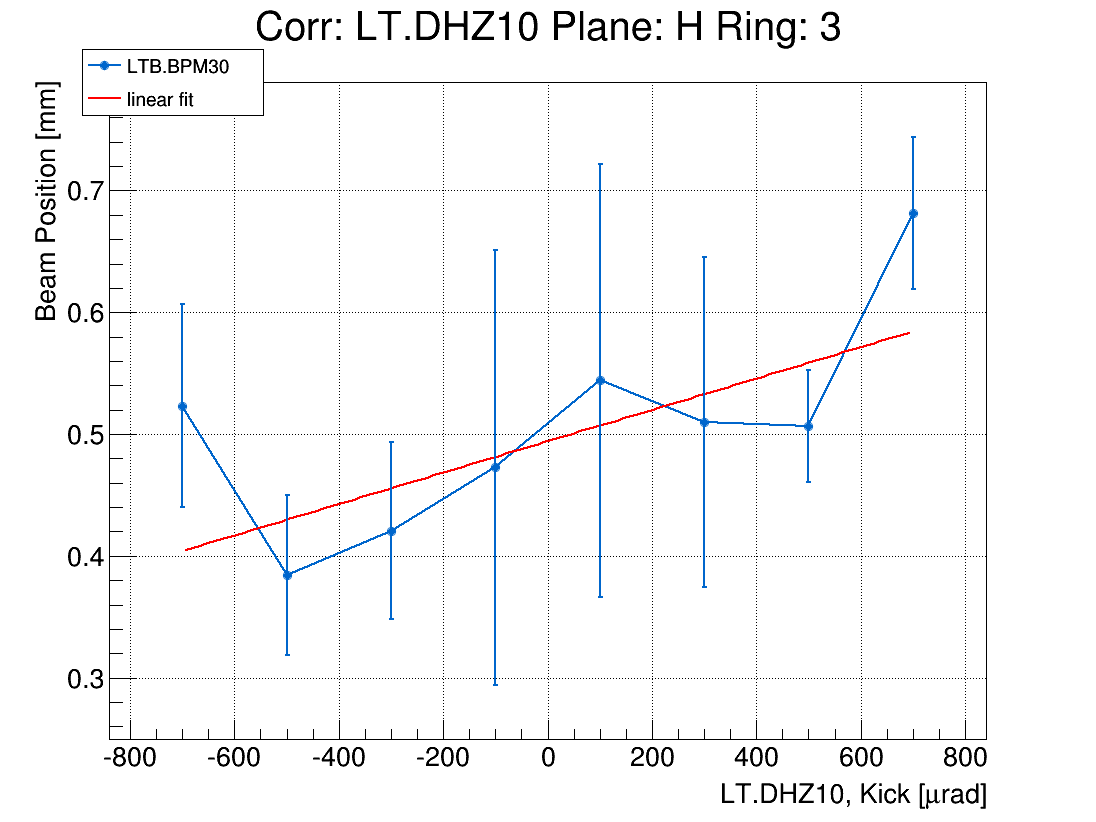 Corr: LT.DHZ10 Plane: H Ring: 3
LTB.BPM30
linear fit
Beam Position [mm]
0.7
0.6
0.5
0.4
0.3
-800 -600 -400 -200 0 200 400 600 800
LT.DHZ10, Kick [μrad]